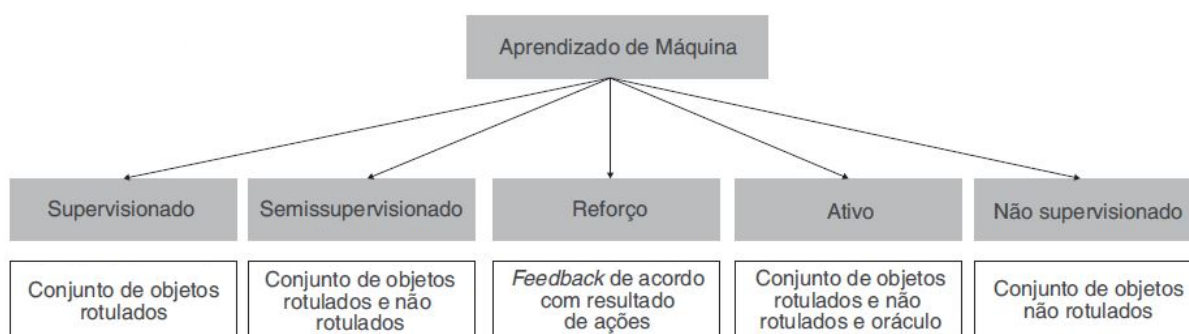 Aprendizado de Máquina
Supervisionado
Semissupervisionado
Reforço
Ativo
Não supervisionado
Conjunto de objetos
rotulados
Conjunto de objetos
rotulados e não
rotulados
Feedback de acordo
com resultado
de ações
Conjunto de objetos
rotulados e não
rotulados e oráculo
Conjunto de objetos
não rotulados